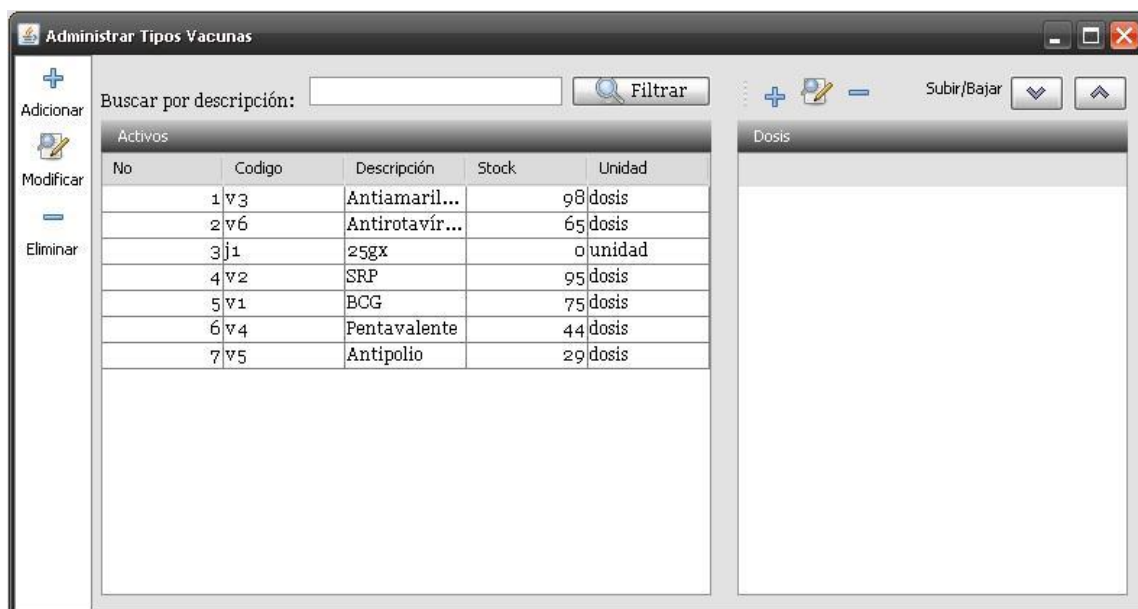 Administrar Tipos Vacunas
Adicionar
Modificar
Eliminar
Buscar por descripción: Filtrar
Activos
No Codigo Descripción Stock Unidad
1 v3 Antiamaril... 98 dosis
2 v6 Antirotavír... 65 dosis
3 j1 25gx 0 unidad
4 v2 SRP 95 dosis
5 v1 BCG 75 dosis
6 v4 Pentavalente 44 dosis
7 v5 Antipolio 29 dosis
Subir/Bajar
Dosis